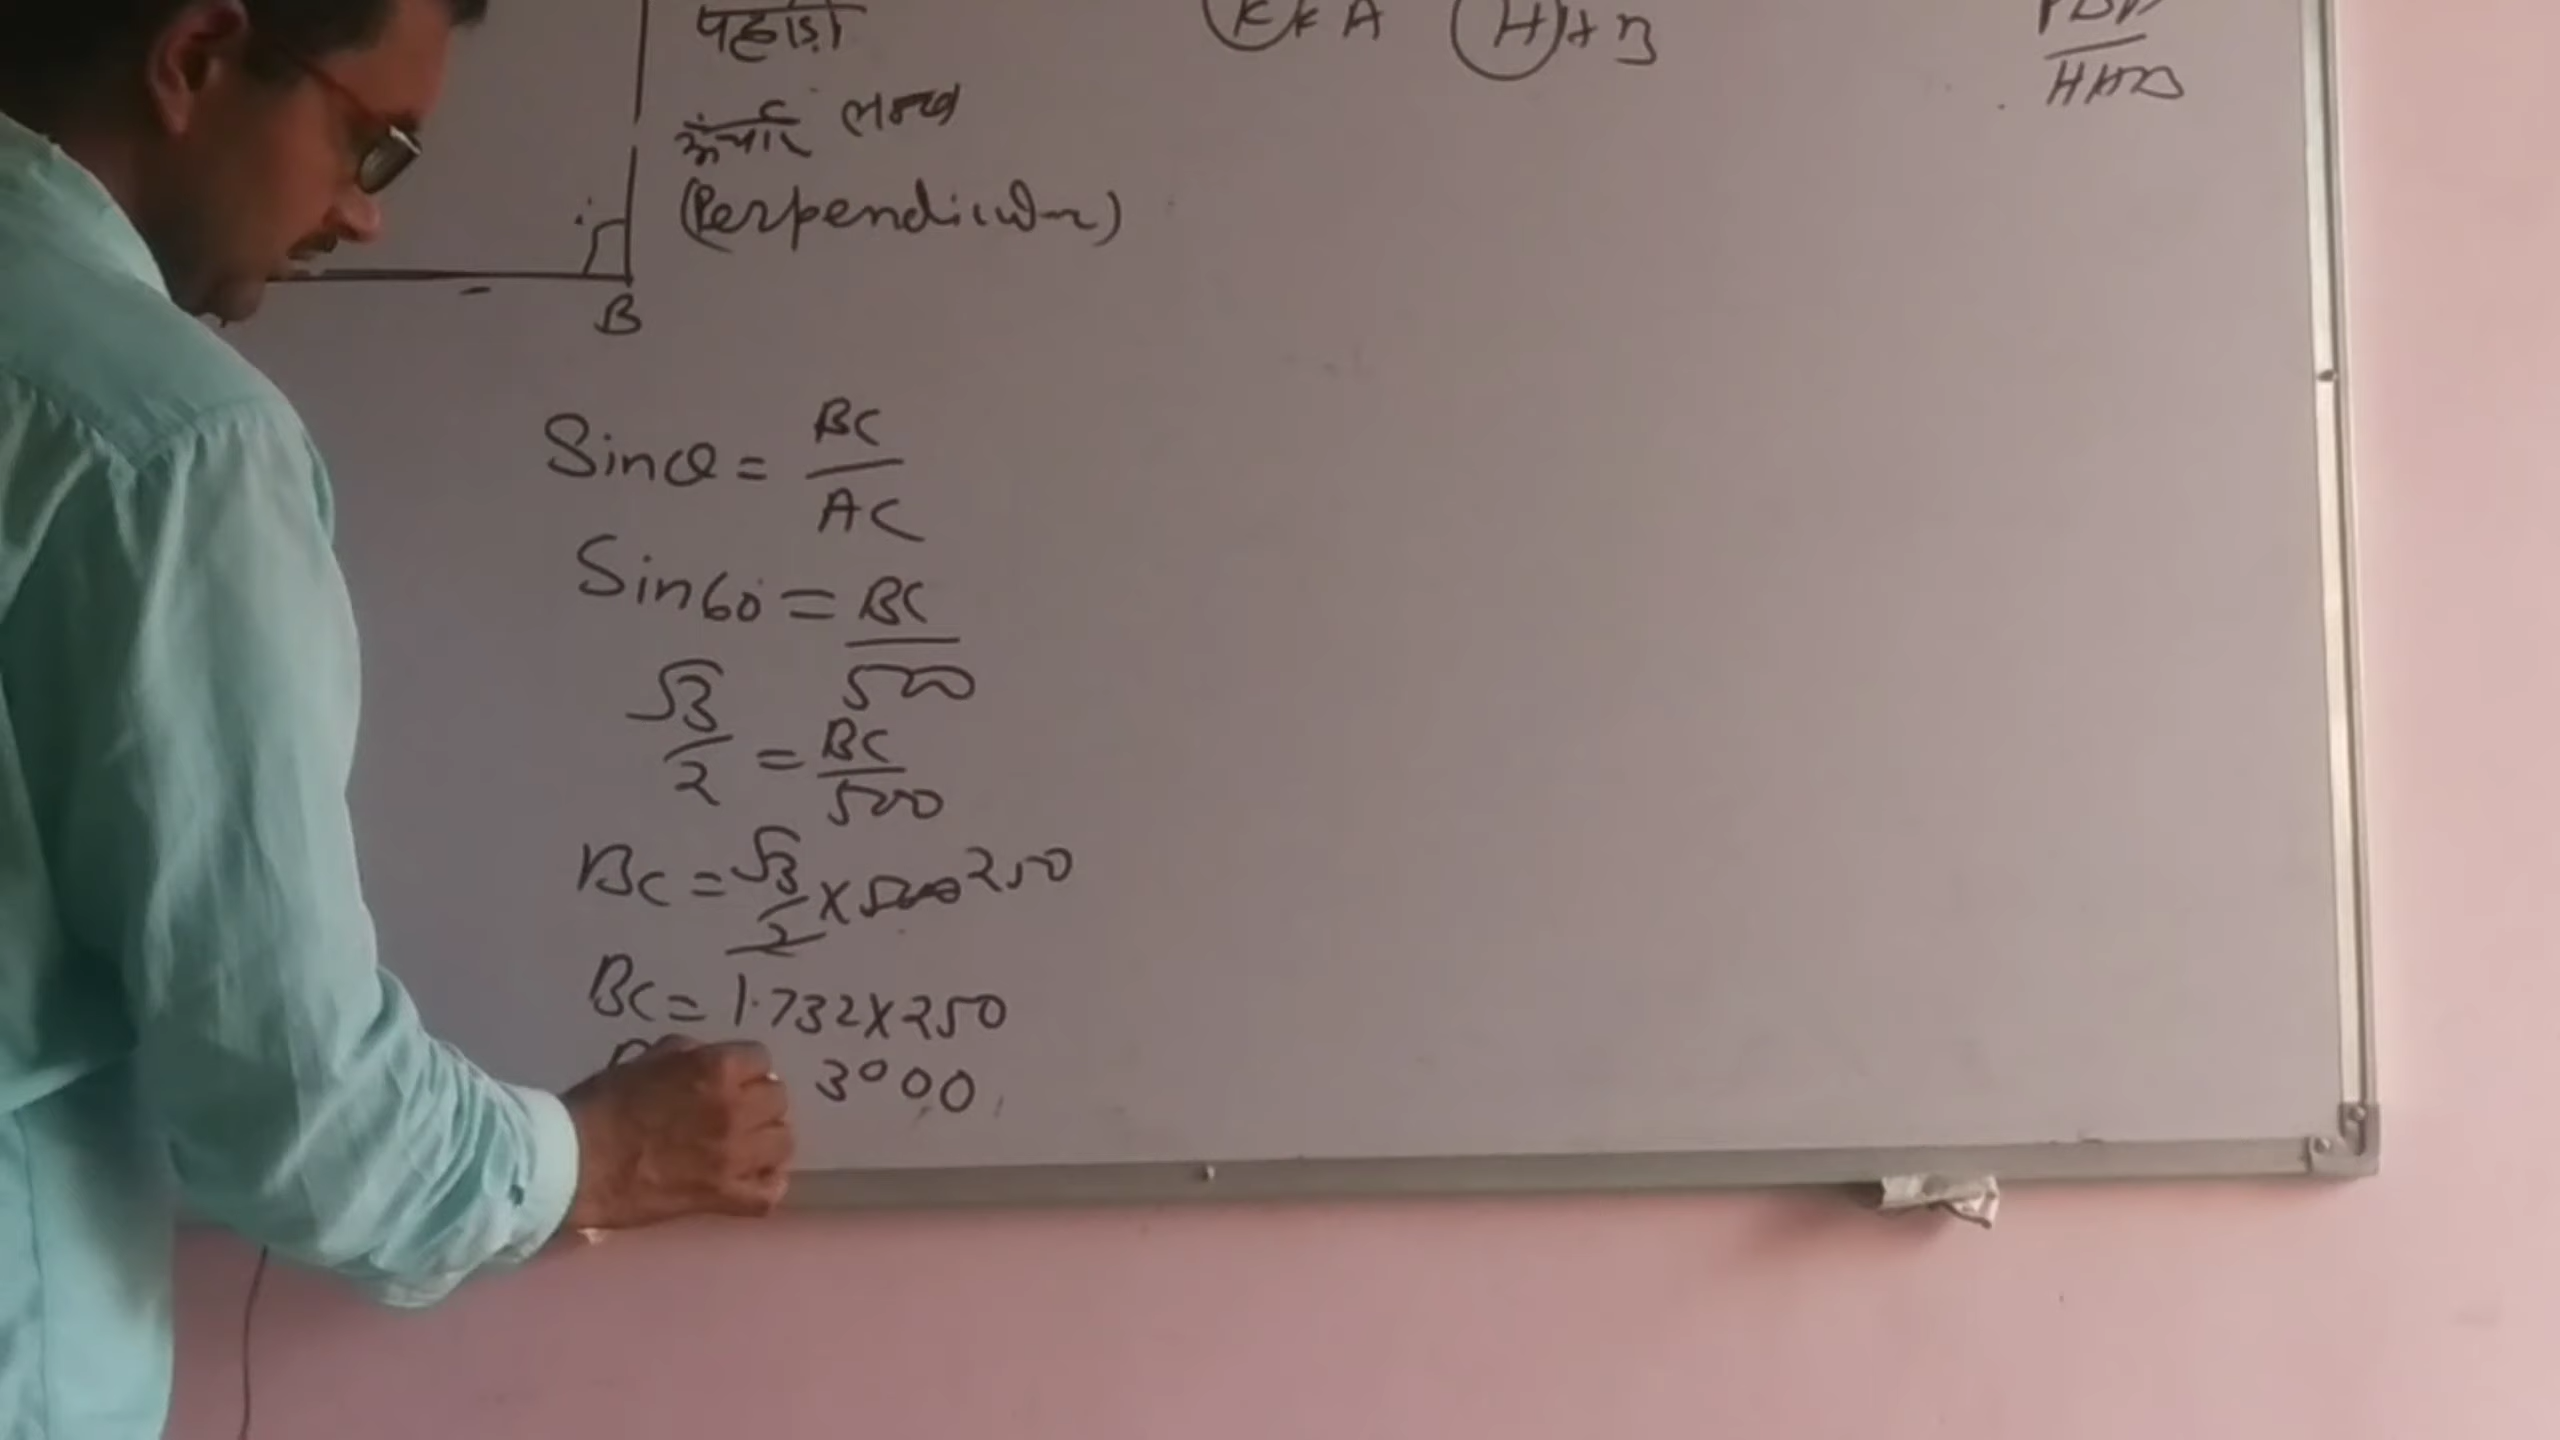 पहाड़ी
K K A H H B
HHB
ऊंचाई लम्ब
(Perpendicular)
B
Sinθ = BC/AC
Sin60° = BC/500
√3/2 = BC/500
BC = √3/2 × 500 250
BC = 1.732×250
3000